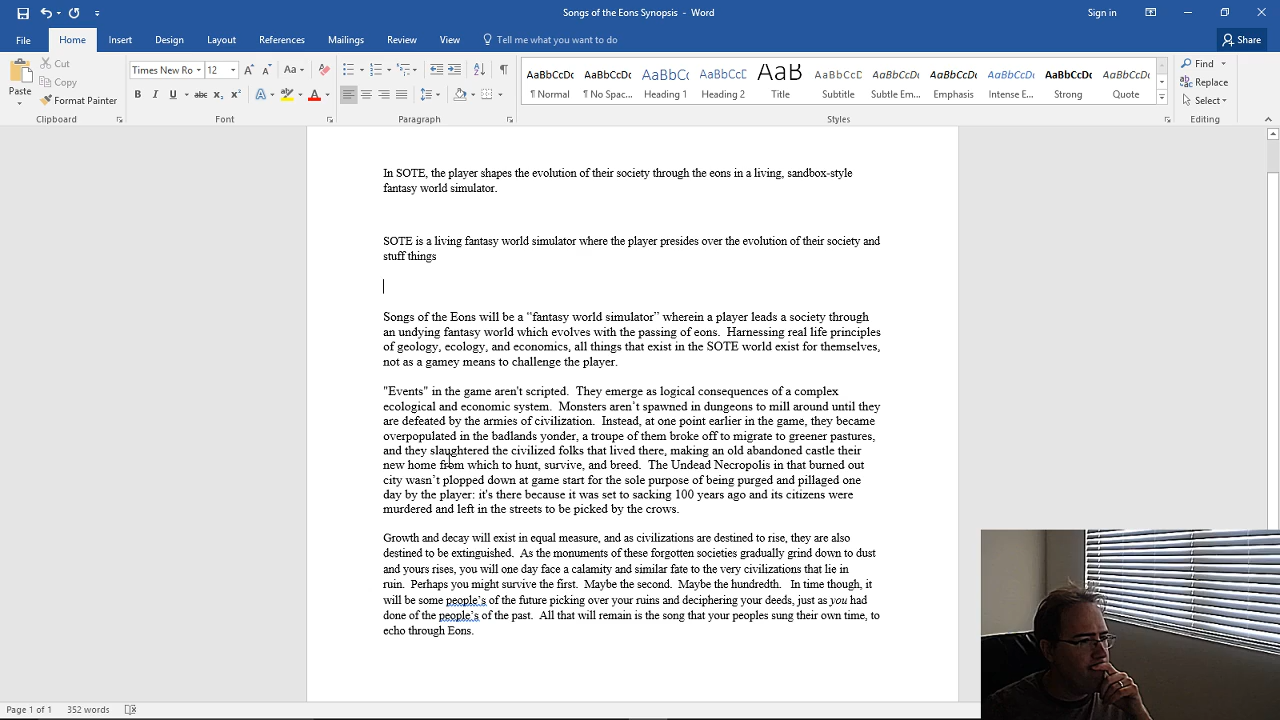 Songs of the Eons Synopsis - Word
Sign in
File
Home
Insert
Design
Layout
References
Mailings
Review
View
Tell me what you want to do
Share
Paste
Cut
Copy
Format Painter
Clipboard
Times New Ro
12
Font
Paragraph
AaBbCcDc
¶ Normal
AaBbCcDc
¶ No Spac...
AaBbCc
Heading 1
AaBbCcD
Heading 2
AaB
Title
AaBbCcD
Subtitle
AaBbCcDc
Subtle Em...
AaBbCcDc
Emphasis
AaBbCcDc
Intense E...
AaBbCcDc
Strong
AaBbCcDc
Quote
Styles
Find
Replace
Select
Editing
In SOTE, the player shapes the evolution of their society through the eons in a living, sandbox-style
fantasy world simulator.
SOTE is a living fantasy world simulator where the player presides over the evolution of their society and
stuff things
Songs of the Eons will be a “fantasy world simulator” wherein a player leads a society through
an undying fantasy world which evolves with the passing of eons.  Harnessing real life principles
of geology, ecology, and economics, all things that exist in the SOTE world exist for themselves,
not as a gamey means to challenge the player.
"Events" in the game aren't scripted.  They emerge as logical consequences of a complex
ecological and economic system.  Monsters aren’t spawned in dungeons to mill around until they
are defeated by the armies of civilization.  Instead, at one point earlier in the game, they became
overpopulated in the badlands yonder, a troupe of them broke off to migrate to greener pastures,
and they slaughtered the civilized folks that lived there, making an old abandoned castle their
new home from which to hunt, survive, and breed.  The Undead Necropolis in that burned out
city wasn’t plopped down at game start for the sole purpose of being purged and pillaged one
day by the player: it's there because it was set to sacking 100 years ago and its citizens were
murdered and left in the streets to be picked by the crows.
Growth and decay will exist in equal measure, and as civilizations are destined to rise, they are also
destined to be extinguished.  As the monuments of these forgotten societies gradually grind down to dust
and yours rises, you will one day face a calamity and similar fate to the very civilizations that lie in
ruin.  Perhaps you might survive the first.  Maybe the second.  Maybe the hundredth.   In time though, it
will be some people’s of the future picking over your ruins and deciphering your deeds, just as you had
done of the people’s of the past.  All that will remain is the song that your peoples sung their own time, to
echo through Eons.
Page 1 of 1
352 words